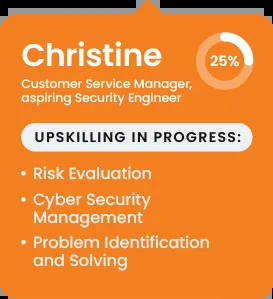 Christine
25%
Customer Service Manager,
aspiring Security Engineer
UPSKILLING IN PROGRESS:
• Risk Evaluation
• Cyber Security
Management
• Problem Identification
and Solving